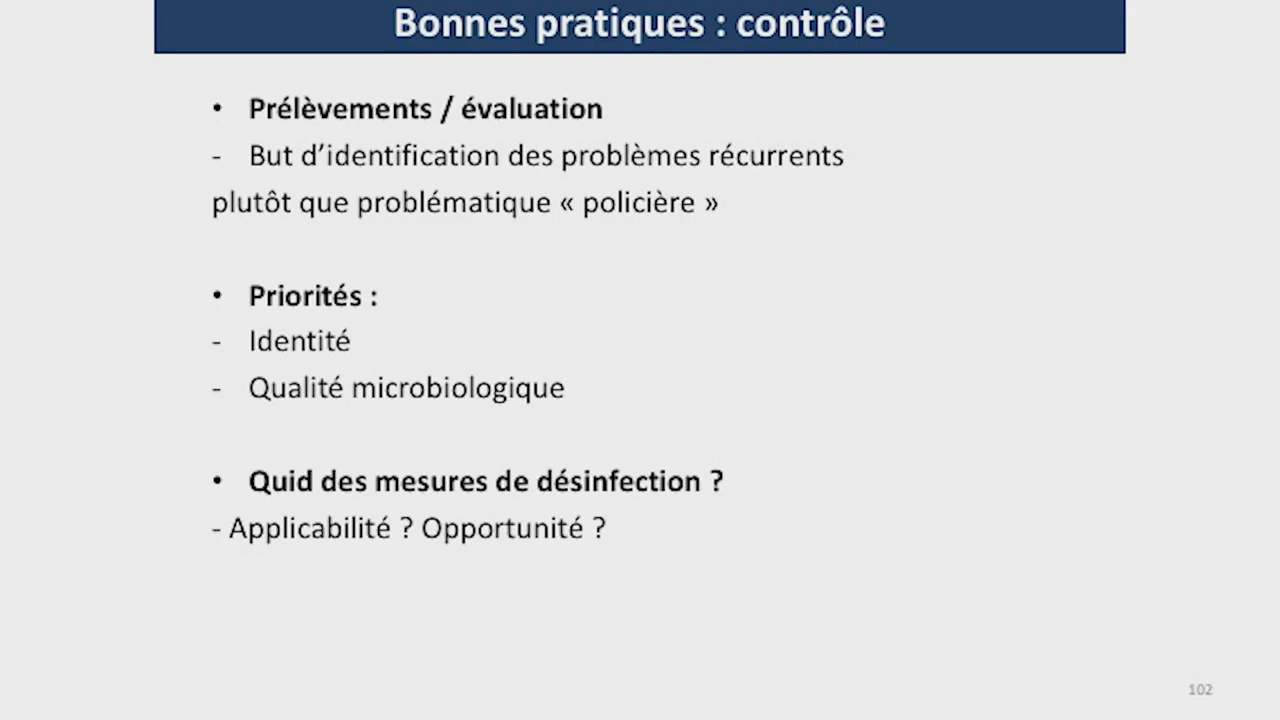 Bonnes pratiques : contrôle
• Prélèvements / évaluation
- But d’identification des problèmes récurrents
plutôt que problématique « policière »
• Priorités :
- Identité
- Qualité microbiologique
• Quid des mesures de désinfection ?
- Applicabilité ? Opportunité ?
102